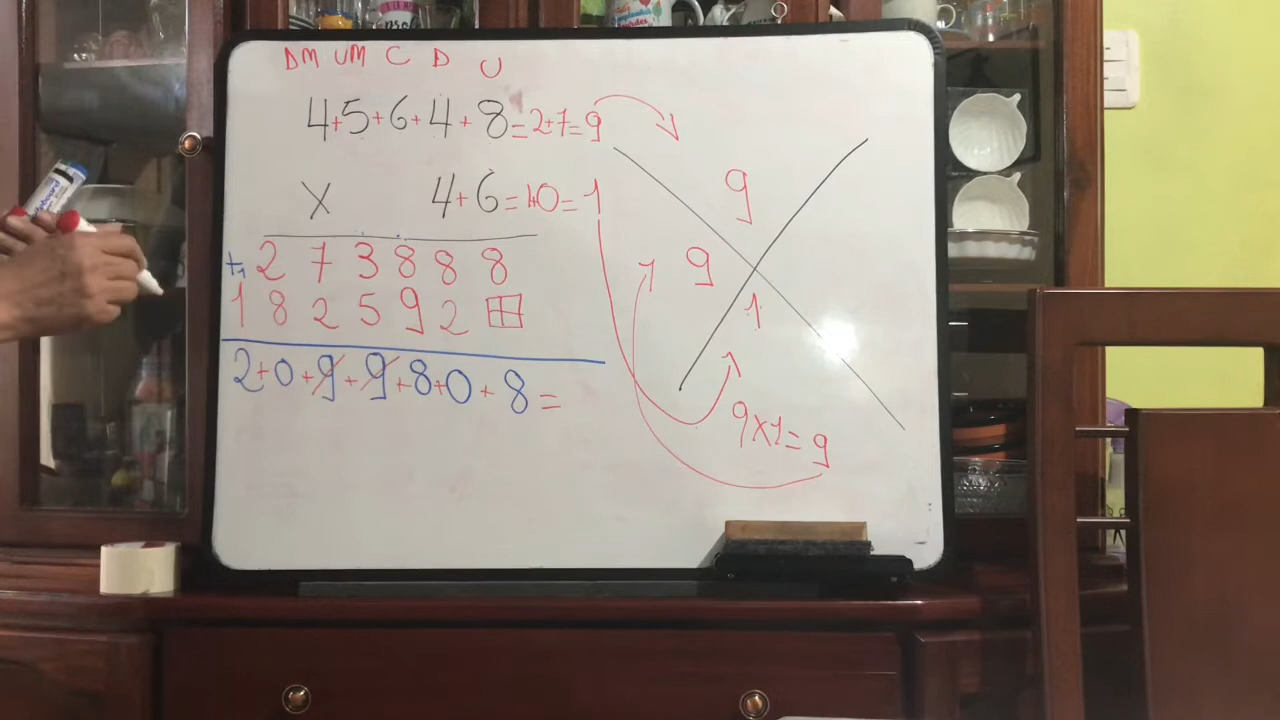 DM UM C D U
4+5+6+4+8=2+7=9
X 4+6=10=1
+1 2 7 3 8 8 8
1 8 2 5 9 2
2+0+9+9+8+0+8=
9
9
1
9x1=9